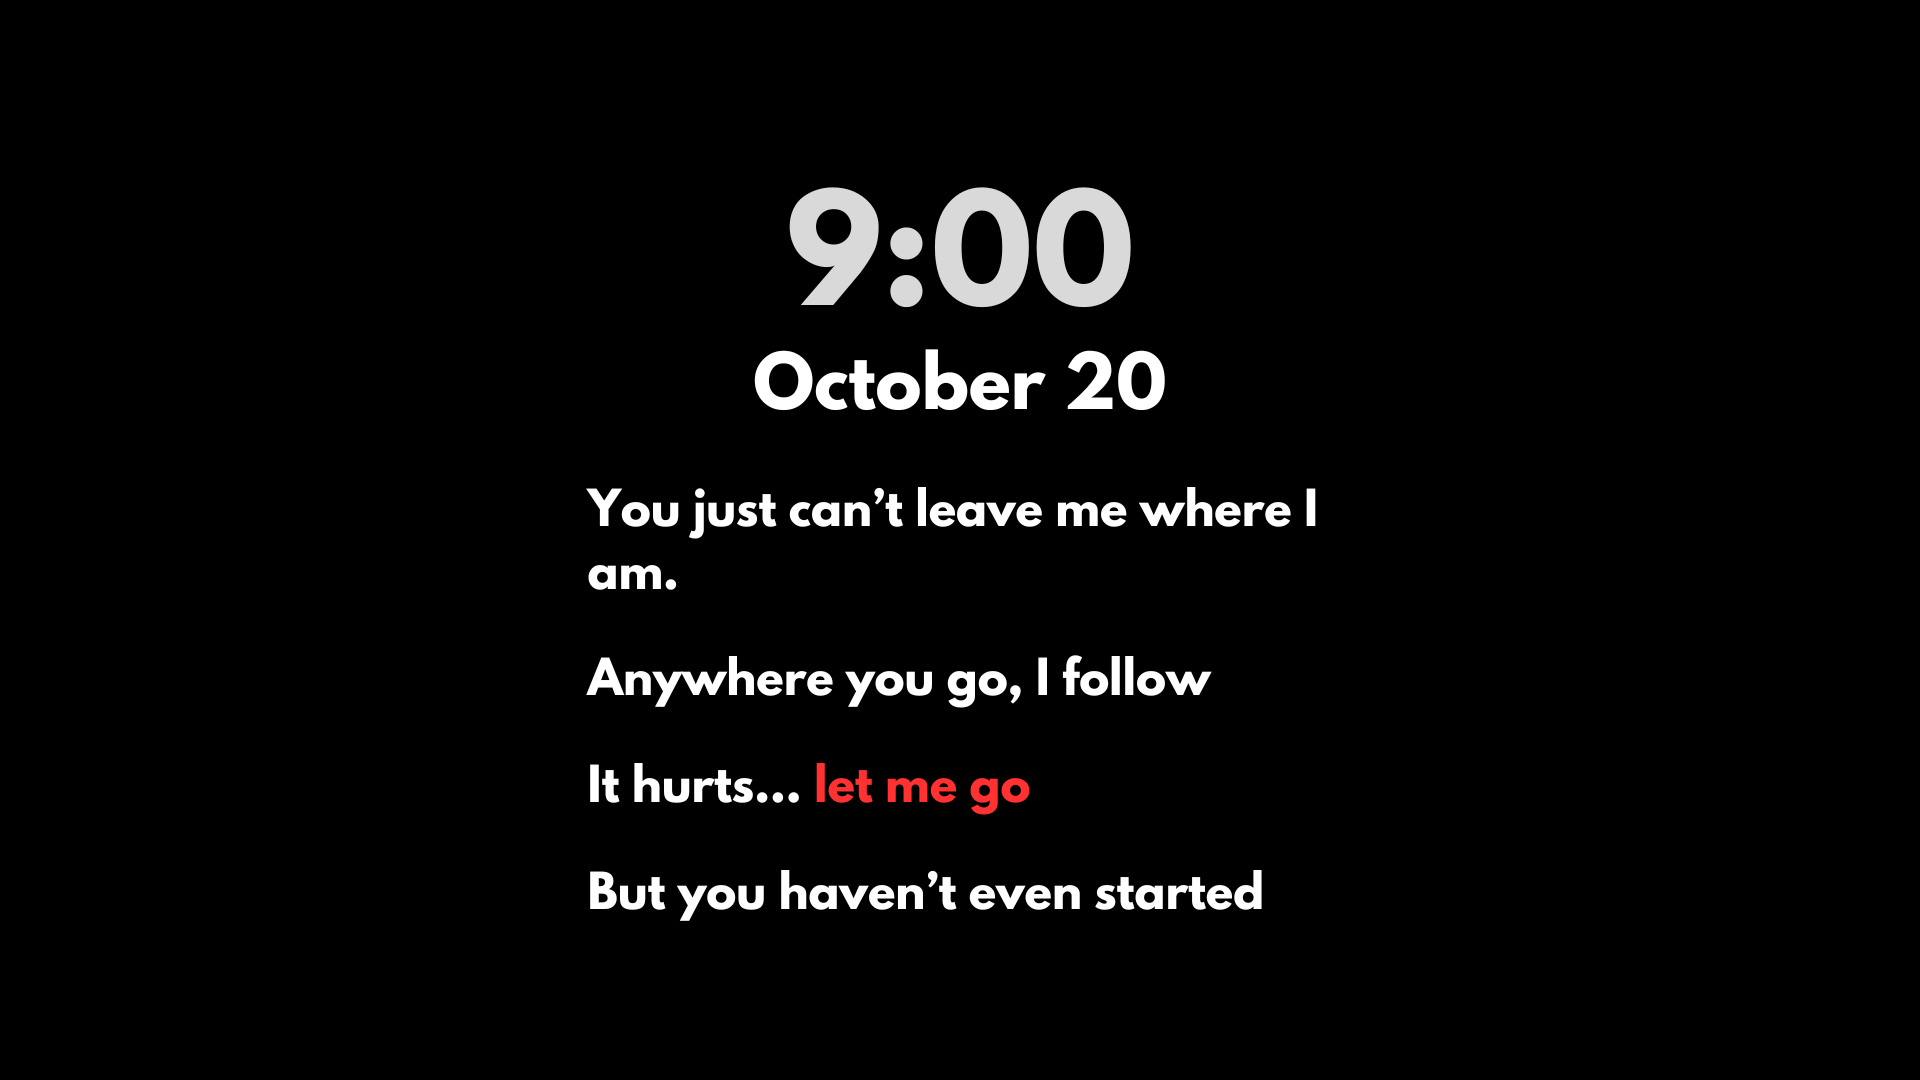 9:00
October 20
You just can’t leave me where I
am.
Anywhere you go, I follow
It hurts... let me go
But you haven’t even started